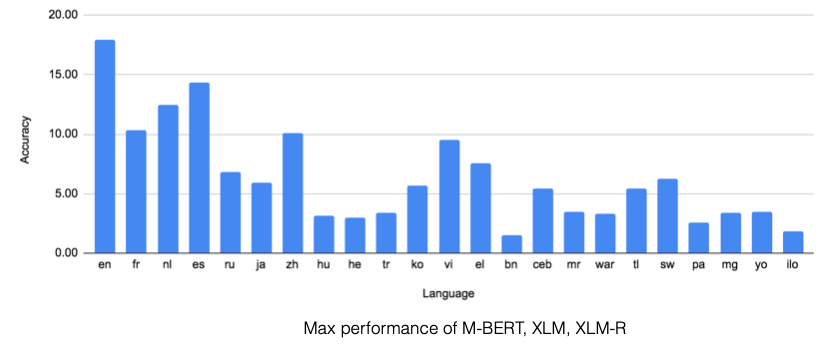 20.00
15.00
10.00
5.00
0.00
Accuracy
en fr nl es ru ja zh hu he tr ko vi el bn ceb mr war tl sw pa mg yo ilo
Language
Max performance of M-BERT, XLM, XLM-R